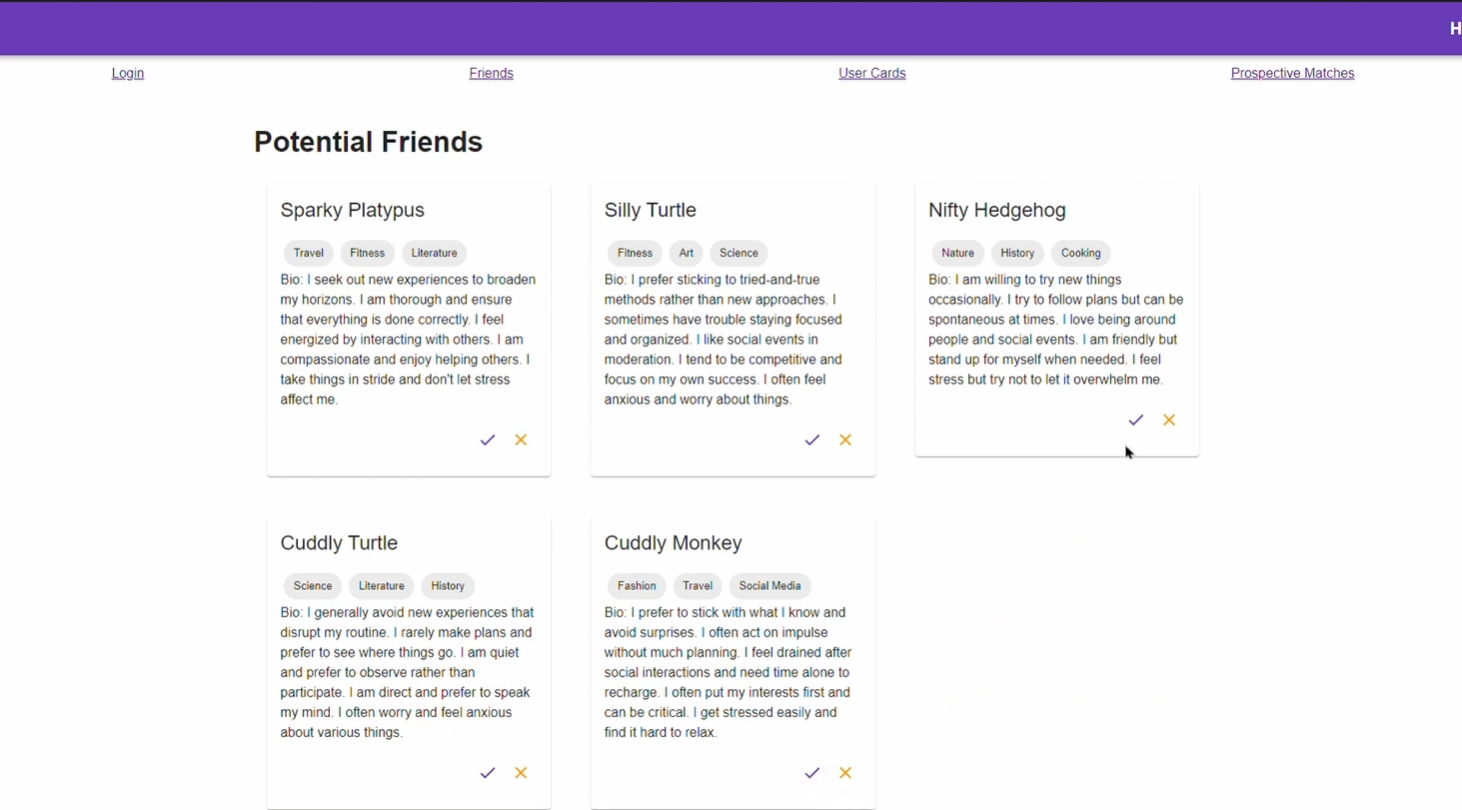 H
Login
Friends
User Cards
Prospective Matches
Potential Friends
Sparky Platypus
Travel
Fitness
Literature
Bio: I seek out new experiences to broaden
my horizons. I am thorough and ensure
that everything is done correctly. I feel
energized by interacting with others. I am
compassionate and enjoy helping others. I
take things in stride and don't let stress
affect me.
Silly Turtle
Fitness
Art
Science
Bio: I prefer sticking to tried-and-true
methods rather than new approaches. I
sometimes have trouble staying focused
and organized. I like social events in
moderation. I tend to be competitive and
focus on my own success. I often feel
anxious and worry about things.
Nifty Hedgehog
Nature
History
Cooking
Bio: I am willing to try new things
occasionally. I try to follow plans but can be
spontaneous at times. I love being around
people and social events. I am friendly but
stand up for myself when needed. I feel
stress but try not to let it overwhelm me.
Cuddly Turtle
Science
Literature
History
Bio: I generally avoid new experiences that
disrupt my routine. I rarely make plans and
prefer to see where things go. I am quiet
and prefer to observe rather than
participate. I am direct and prefer to speak
my mind. I often worry and feel anxious
about various things.
Cuddly Monkey
Fashion
Travel
Social Media
Bio: I prefer to stick with what I know and
avoid surprises. I often act on impulse
without much planning. I feel drained after
social interactions and need time alone to
recharge. I often put my interests first and
can be critical. I get stressed easily and
find it hard to relax.